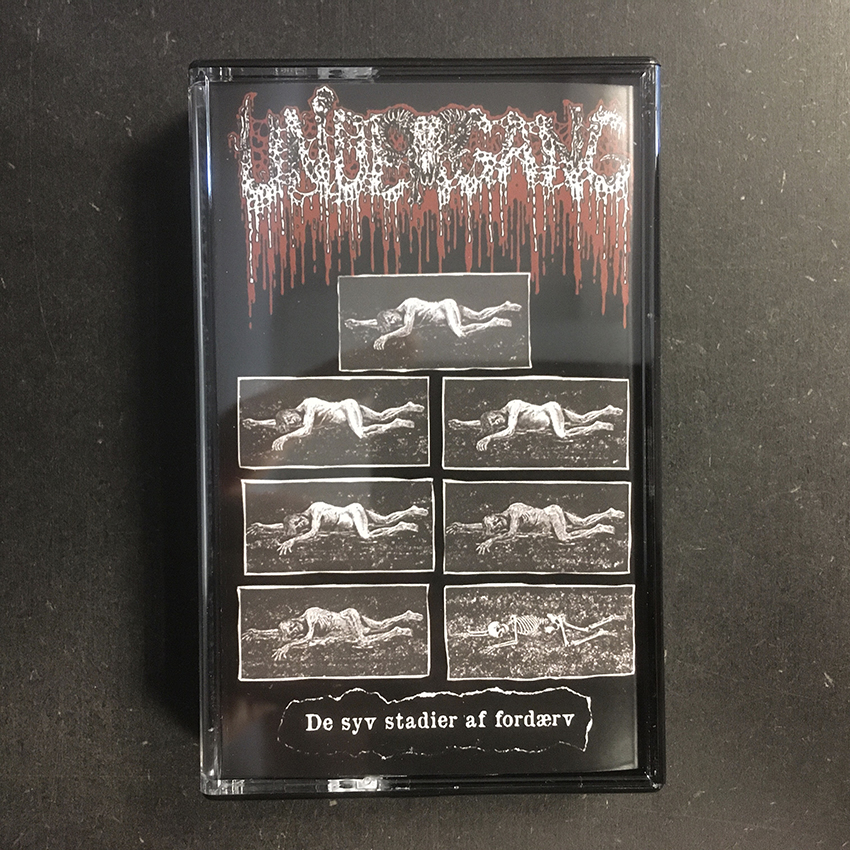 UNDERGANG
De syv stadier af fordærv